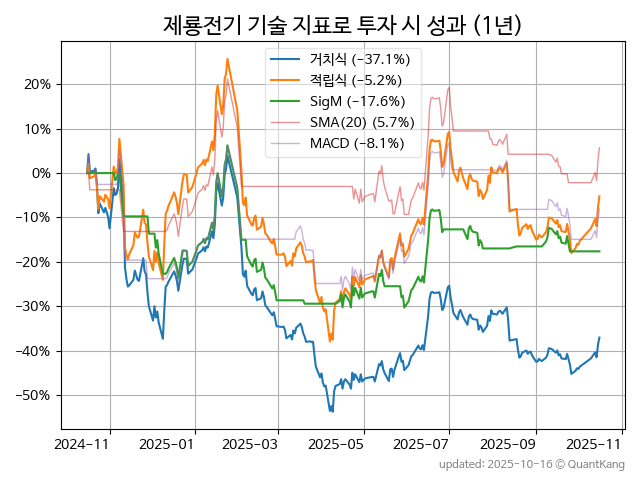 제룡전기 기술 지표로 투자 시 성과 (1년)
거치식 (−37.1%)
적립식 (−5.2%)
SigM (−17.6%)
SMA(20) (5.7%)
MACD (−8.1%)
20%
10%
0%
−10%
−20%
−30%
−40%
−50%
2024-11 2025-01 2025-03 2025-05 2025-07 2025-09 2025-11
updated: 2025-10-16 © QuantKang